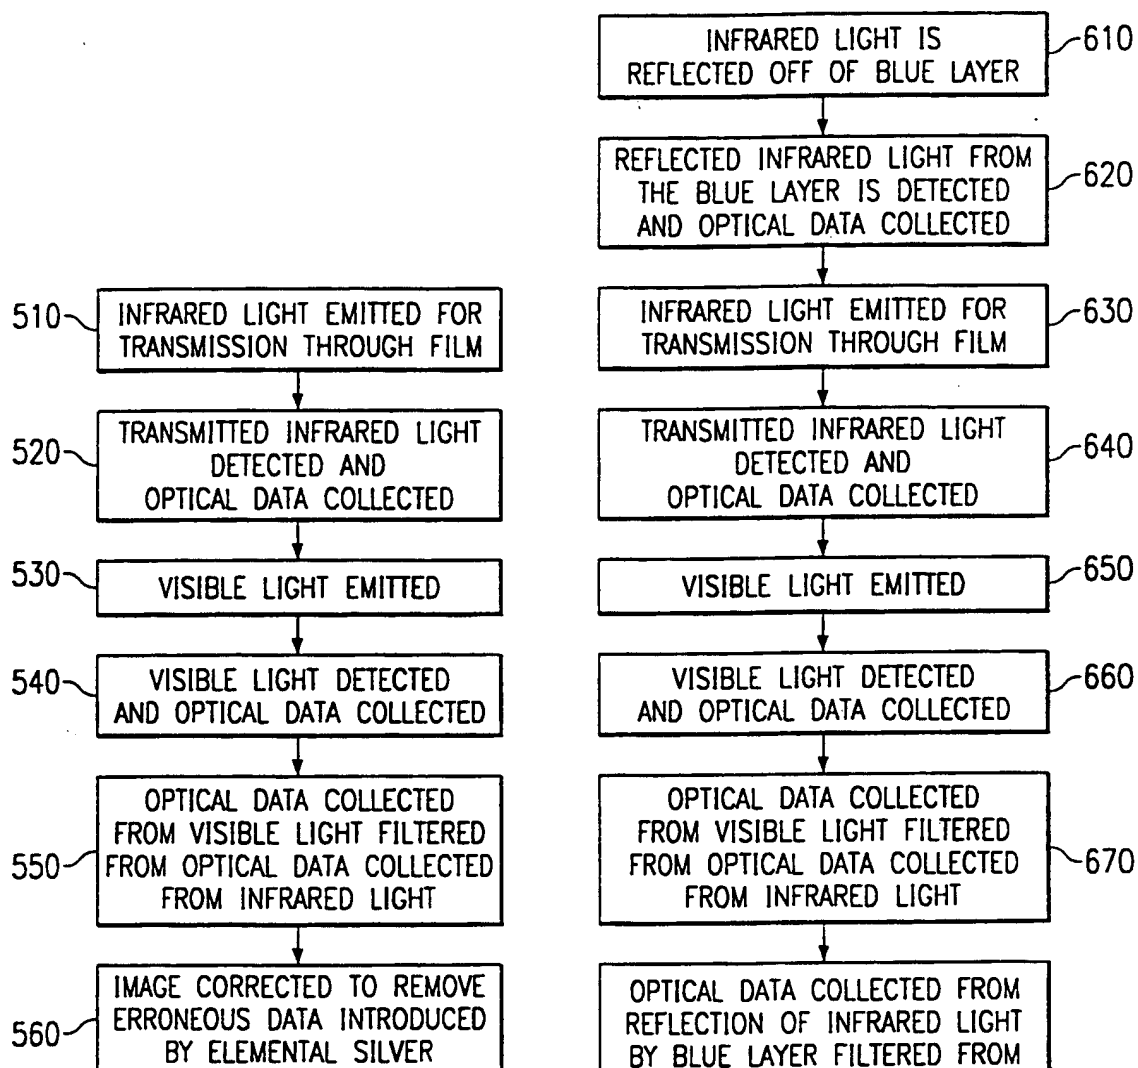 510
INFRARED LIGHT EMITTED FOR
TRANSMISSION THROUGH FILM
520
TRANSMITTED INFRARED LIGHT
DETECTED AND
OPTICAL DATA COLLECTED
530
VISIBLE LIGHT EMITTED
540
VISIBLE LIGHT DETECTED
AND OPTICAL DATA COLLECTED
550
OPTICAL DATA COLLECTED
FROM VISIBLE LIGHT FILTERED
FROM OPTICAL DATA COLLECTED
FROM INFRARED LIGHT
560
IMAGE CORRECTED TO REMOVE
ERRONEOUS DATA INTRODUCED
BY ELEMENTAL SILVER
INFRARED LIGHT IS
REFLECTED OFF OF BLUE LAYER
610
REFLECTED INFRARED LIGHT FROM
THE BLUE LAYER IS DETECTED
AND OPTICAL DATA COLLECTED
620
INFRARED LIGHT EMITTED FOR
TRANSMISSION THROUGH FILM
630
TRANSMITTED INFRARED LIGHT
DETECTED AND
OPTICAL DATA COLLECTED
640
VISIBLE LIGHT EMITTED
650
VISIBLE LIGHT DETECTED
AND OPTICAL DATA COLLECTED
660
OPTICAL DATA COLLECTED
FROM VISIBLE LIGHT FILTERED
FROM OPTICAL DATA COLLECTED
FROM INFRARED LIGHT
670
OPTICAL DATA COLLECTED FROM
REFLECTION OF INFRARED LIGHT
BY BLUE LAYER FILTERED FROM